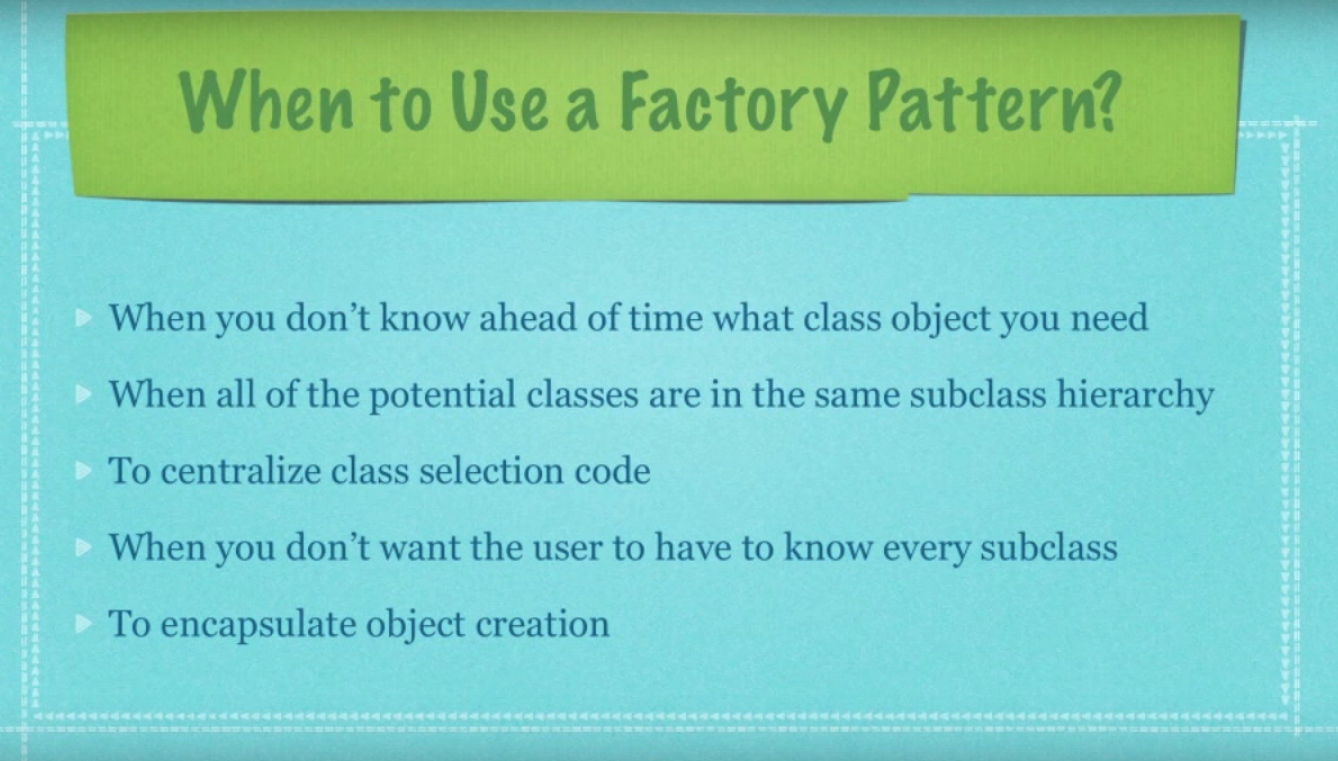 When to Use a Factory Pattern?
When you don’t know ahead of time what class object you need
When all of the potential classes are in the same subclass hierarchy
To centralize class selection code
When you don’t want the user to have to know every subclass
To encapsulate object creation